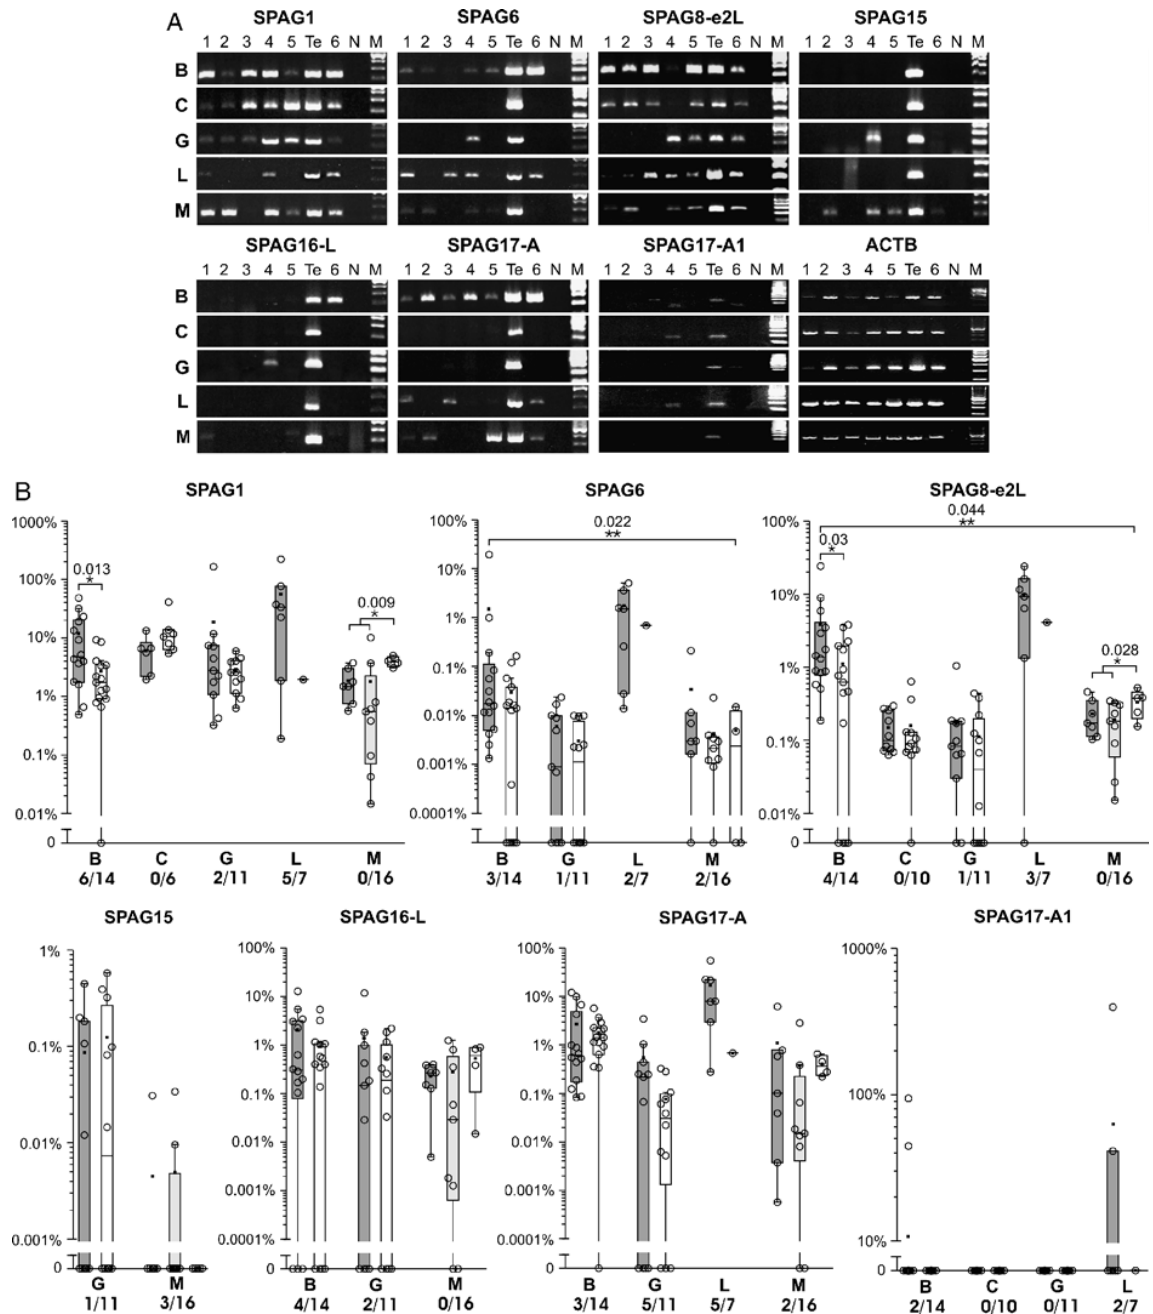 A
SPAG1 SPAG6 SPAG8-e2L SPAG15
1 2 3 4 5 Te 6 N M 1 2 3 4 5 Te 6 N M 1 2 3 4 5 Te 6 N M 1 2 3 4 5 Te 6 N M
B
C
G
L
M
SPAG16-L SPAG17-A SPAG17-A1 ACTB
1 2 3 4 5 Te 6 N M 1 2 3 4 5 Te 6 N M 1 2 3 4 5 Te 6 N M 1 2 3 4 5 Te 6 N M
B
C
G
L
M
B
SPAG1
1000%
100%
10%
1%
0.1%
0.01%
0
0.013
*
0.009
*
B C G L M
6/14 0/6 2/11 5/7 0/16
SPAG6
100%
10%
1%
0.1%
0.01%
0.001%
0.0001%
0
0.022
**
B G L M
3/14 1/11 2/7 2/16
SPAG8-e2L
100%
10%
1%
0.1%
0.01%
0
0.044
**
0.03
*
0.028
*
B C G L M
4/14 0/10 1/11 3/7 0/16
SPAG15
1%
0.1%
0.01%
0.001%
0
G M
1/11 3/16
SPAG16-L
100%
10%
1%
0.1%
0.01%
0.001%
0.0001%
0
B G M
4/14 2/11 0/16
SPAG17-A
100%
10%
1%
0.1%
0.01%
0.001%
0.0001%
0
B G L M
3/14 5/11 5/7 2/16
SPAG17-A1
1000%
100%
10%
0
B C G L
2/14 0/10 0/11 2/7